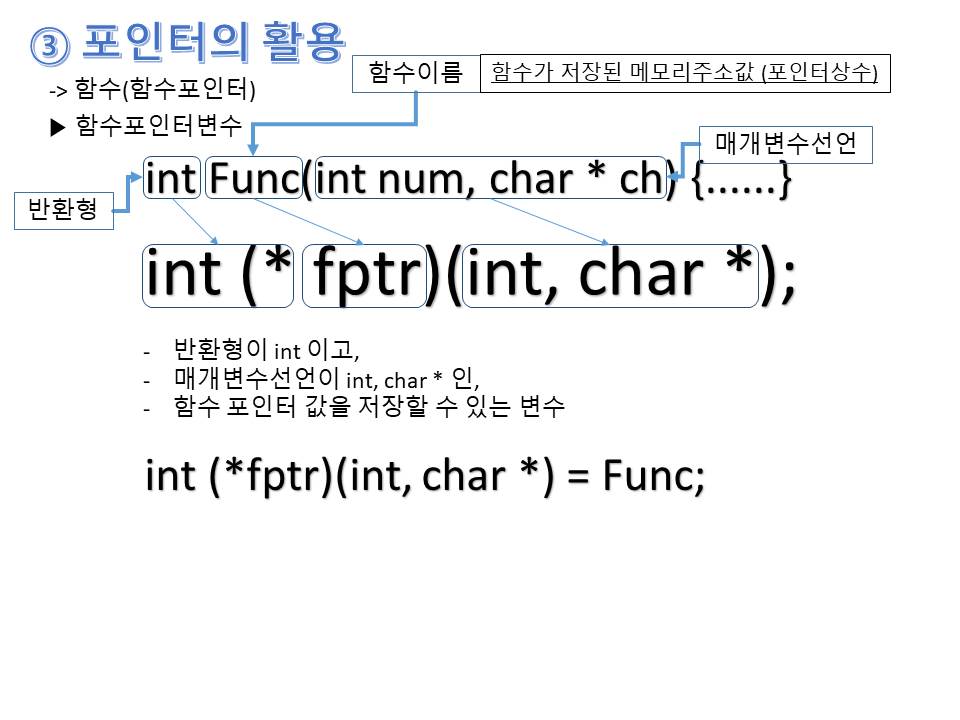 ③ 포인터의 활용
-> 함수(함수포인터)
함수이름 함수가 저장된 메모리주소값 (포인터상수)
▶ 함수포인터변수
매개변수선언
int Func(int num, char * ch) {......}
반환형
int (* fptr)(int, char *);
- 반환형이 int 이고,
- 매개변수선언이 int, char * 인,
- 함수 포인터 값을 저장할 수 있는 변수
int (*fptr)(int, char *) = Func;